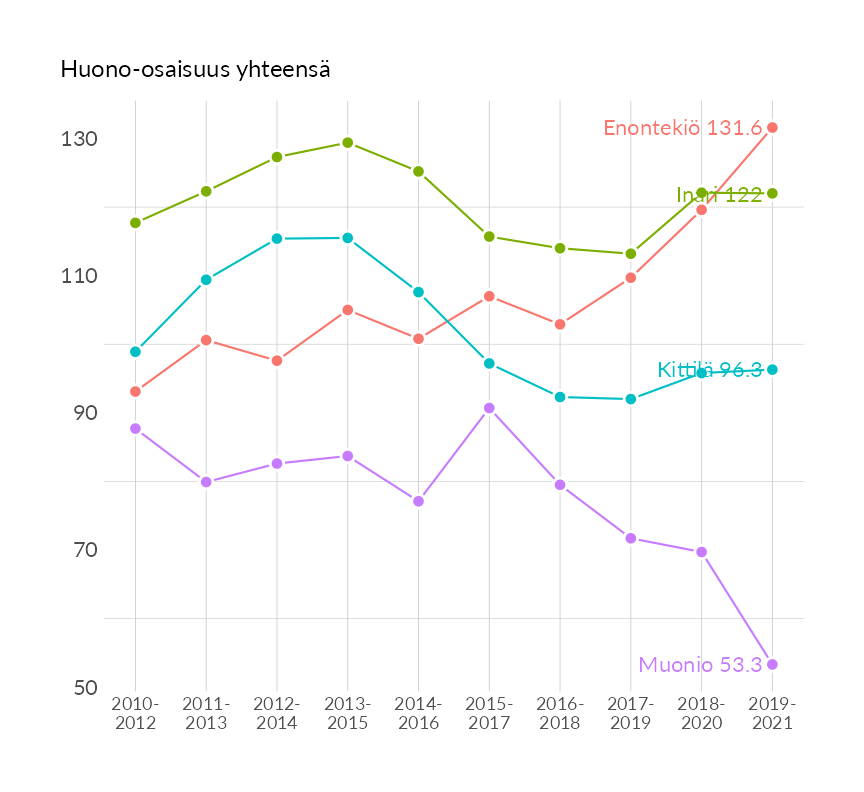 Huono-osaisuus yhteensä
130
110
90
70
50
Enontekiö 131.6
Inari 122
Kittilä 96.3
Muonio 53.3
2010- 2011- 2012- 2013- 2014- 2015- 2016- 2017- 2018- 2019-
2012 2013 2014 2015 2016 2017 2018 2019 2020 2021